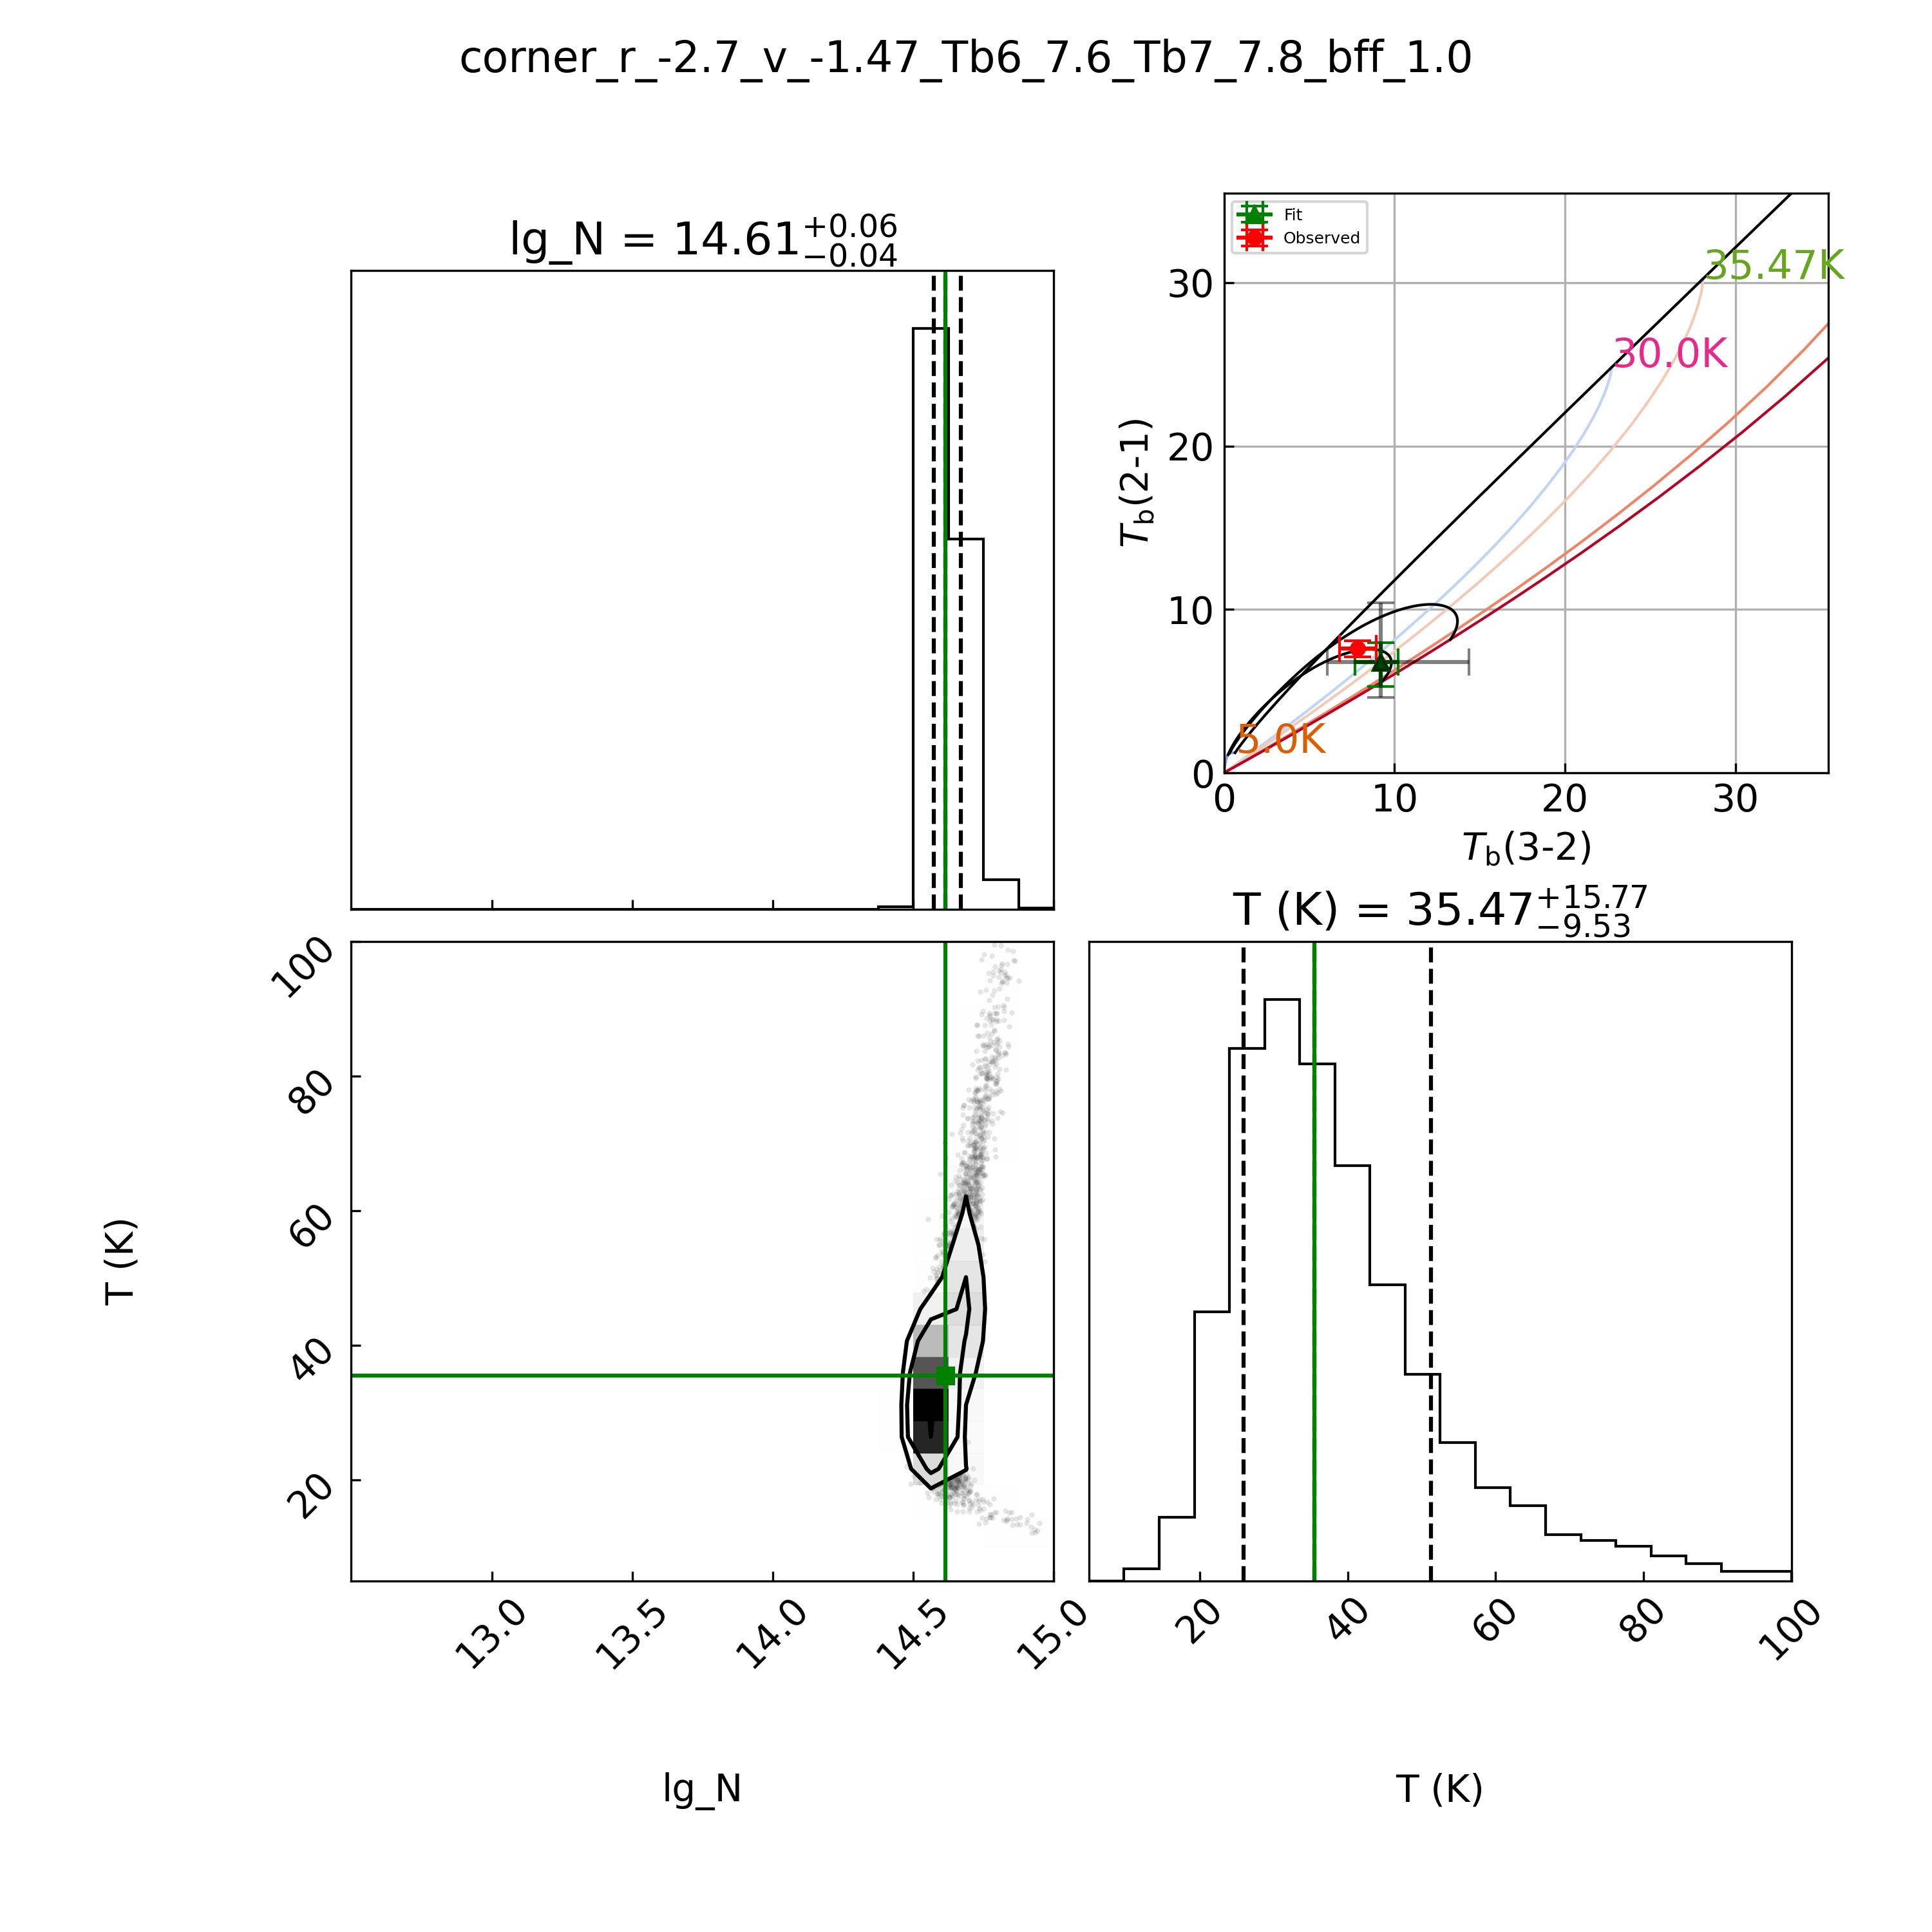 corner_r_-2.7_v_-1.47_Tb6_7.6_Tb7_7.8_bff_1.0
lg_N = 14.61 +0.06 −0.04
Fit
Observed
35.47K
30.0K
5.0K
30
20
10
0
0 10 20 30
T_b(2-1)
T_b(3-2)
T (K) = 35.47 +15.77 −9.53
100
80
60
40
20
T (K)
13.0 13.5 14.0 14.5 15.0
20 40 60 80 100
lg_N
T (K)